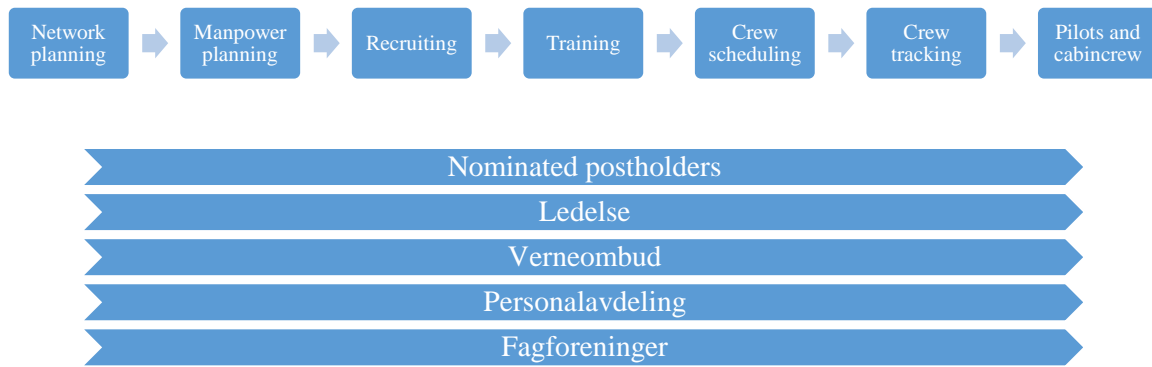 Network
planning
Manpower
planning
Recruiting
Training
Crew
scheduling
Crew
tracking
Pilots and
cabincrew
Nominated postholders
Ledelse
Verneombud
Personalavdeling
Fagforeninger